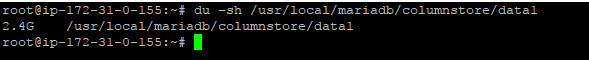 root@ip-172-31-0-155:~# du -sh /usr/local/mariadb/columnstore/data1
2.4G    /usr/local/mariadb/columnstore/data1
root@ip-172-31-0-155:~#